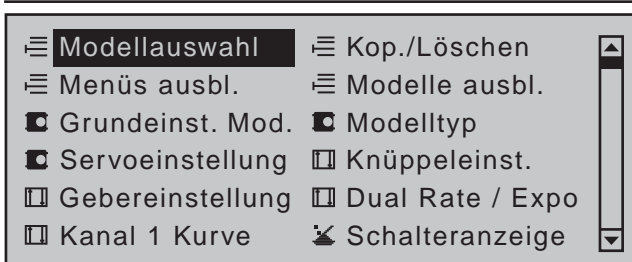 Modellauswahl Kop./Löschen
Menüs ausbl. Modelle ausbl.
Grundeinst. Mod. Modelltyp
Servoeinstellung Knüppeleinst.
Gebereinstellung Dual Rate / Expo
Kanal 1 Kurve Schalteranzeige